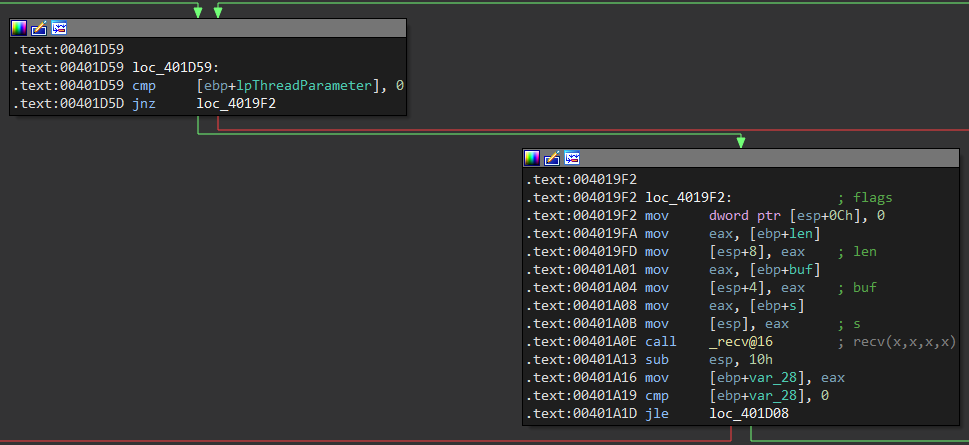 .text:00401D59
.text:00401D59 loc_401D59:
.text:00401D59 cmp [ebp+lpThreadParameter], 0
.text:00401D5D jnz loc_4019F2
.text:004019F2
.text:004019F2 loc_4019F2: ; flags
.text:004019F2 mov dword ptr [esp+0Ch], 0
.text:004019FA mov eax, [ebp+len]
.text:004019FD mov [esp+8], eax ; len
.text:00401A01 mov eax, [ebp+buf]
.text:00401A04 mov [esp+4], eax ; buf
.text:00401A08 mov eax, [ebp+s]
.text:00401A0B mov [esp], eax ; s
.text:00401A0E call _recv@16 ; recv(x,x,x,x)
.text:00401A13 sub esp, 10h
.text:00401A16 mov [ebp+var_28], eax
.text:00401A19 cmp [ebp+var_28], 0
.text:00401A1D jle loc_401D08